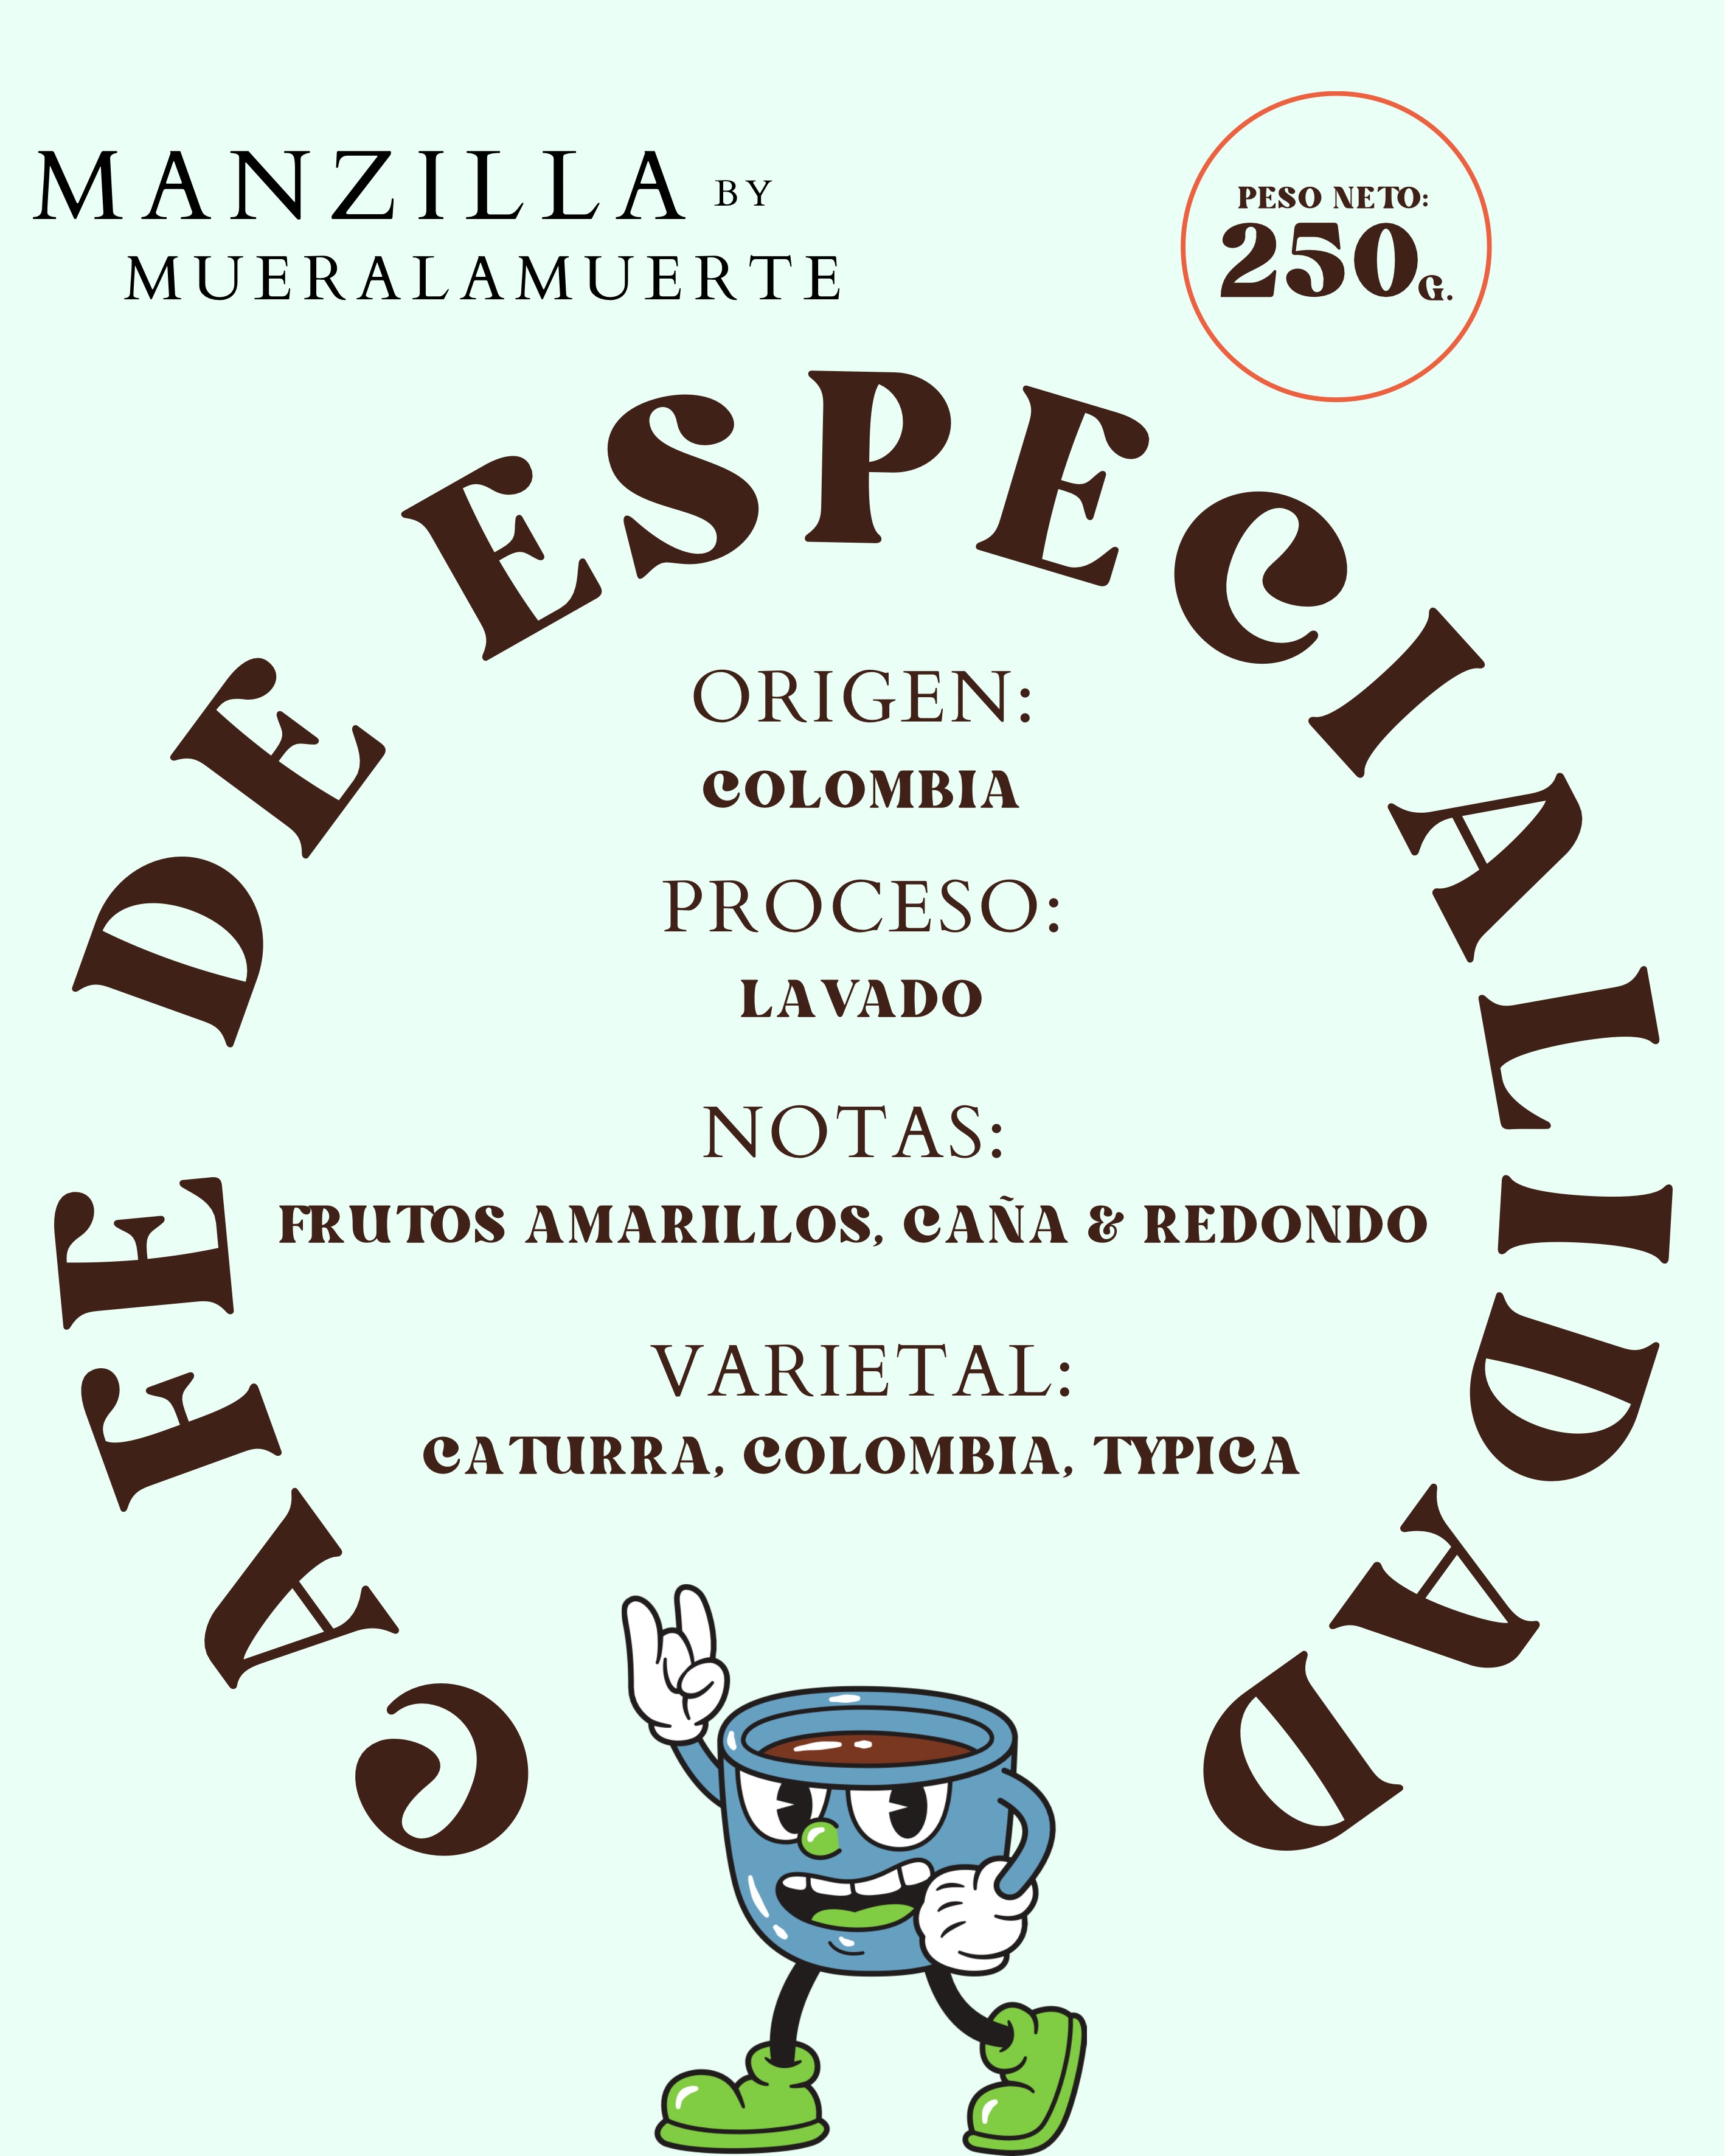 MANZILLA BY
MUERALAMUERTE
PESO NETO:
250G.
CAFE DE ESPECIALIDAD
ORIGEN:
COLOMBIA
PROCESO:
LAVADO
NOTAS:
FRUTOS AMARILLOS, CAÑA & REDONDO
VARIETAL:
CATURRA, COLOMBIA, TYPICA